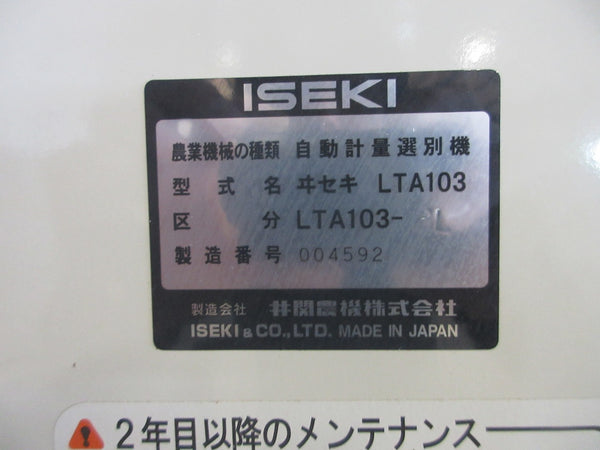 ISEKI
農業機械の種類 自動計量選別機
型式名 ヰセキ LTA103
区分 LTA103- L
製造番号 004592
製造会社 井関農機株式会社
ISEKI & CO., LTD. MADE IN JAPAN
2年目以降のメンテナンス